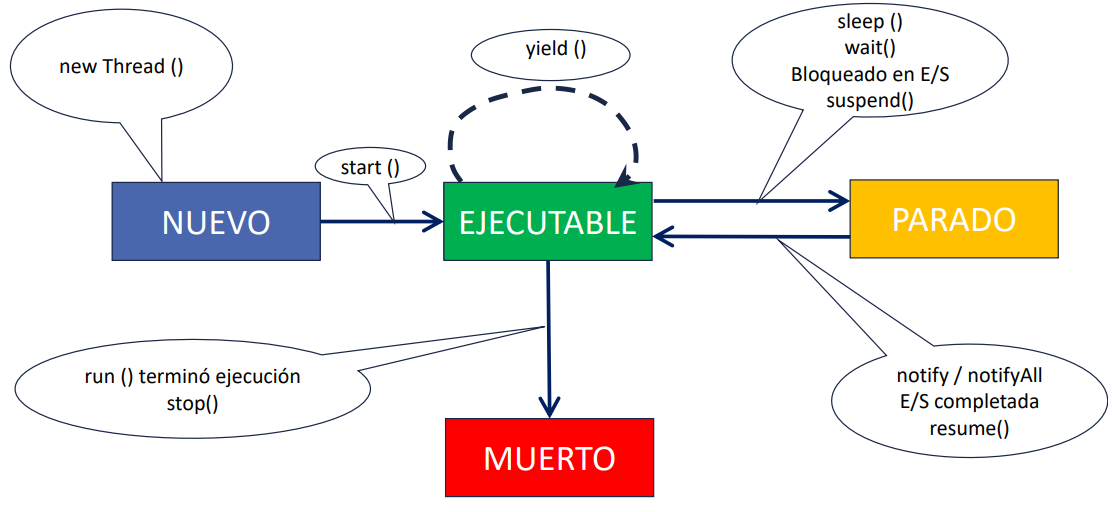 new Thread ()
yield ()
sleep ()
wait()
Bloqueado en E/S
suspend()
start ()
NUEVO
EJECUTABLE
PARADO
run () terminó ejecución
stop()
notify / notifyAll
E/S completada
resume()
MUERTO